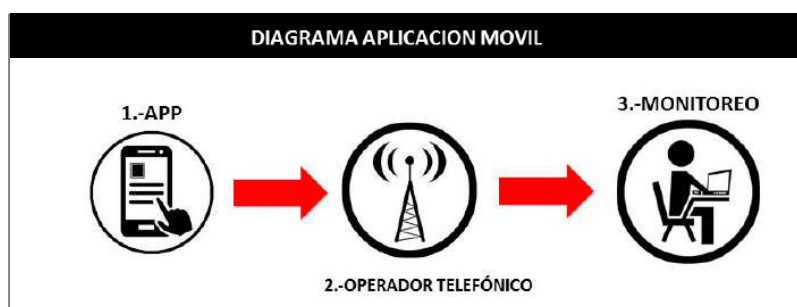 DIAGRAMA APLICACION MOVIL
1.-APP
2.-OPERADOR TELEFÓNICO
3.-MONITOREO